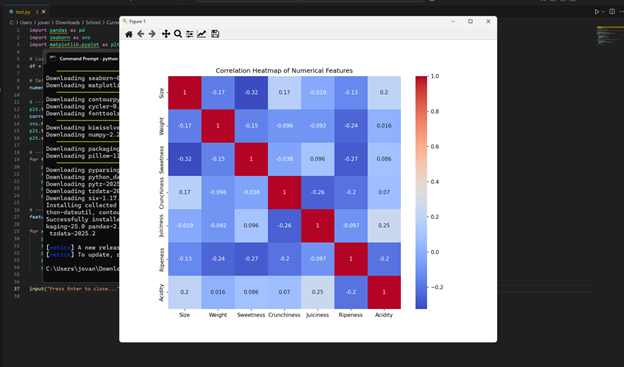 test.py
C: > Users > jovan > Downloads > School > Curre
1 import pandas as pd
2 import seaborn as sns
3 import matplotlib.pyplot as plt
df =
Command Prompt - python
Downloading seaborn-0
Downloading matplotli
Downloading contourpy
Downloading cycler-0.
Downloading fonttools
Downloading kiwisolve
Downloading numpy-2.2
Downloading packaging
Downloading pillow-11
Downloading pyparsing
Downloading python_da
Downloading pytz-2025
Downloading tzdata-20
Downloading six-1.17.
Installing collected
thon-dateutil, contou
Successfully installe
kaging-25.0 pandas-2.
tzdata-2025.2
[notice] A new releas
[notice] To update, r
C:\Users\jovan\Downlo
37 input("Press Enter to close..."
Figure 1
Correlation Heatmap of Numerical Features
Size 1 -0.17 -0.32 0.17 -0.019 -0.13 0.2
Weight -0.17 1 -0.15 -0.096 -0.092 -0.24 0.016
Sweetness -0.32 -0.15 1 -0.038 0.096 -0.27 0.086
Crunchiness 0.17 -0.096 -0.038 1 -0.26 -0.2 0.07
Juiciness -0.019 -0.092 0.096 -0.26 1 -0.097 0.25
Ripeness -0.13 -0.24 -0.27 -0.2 -0.097 1 -0.2
Acidity 0.2 0.016 0.086 0.07 0.25 -0.2 1
Size Weight Sweetness Crunchiness Juiciness Ripeness Acidity
1.0
0.8
0.6
0.4
0.2
0.0
-0.2